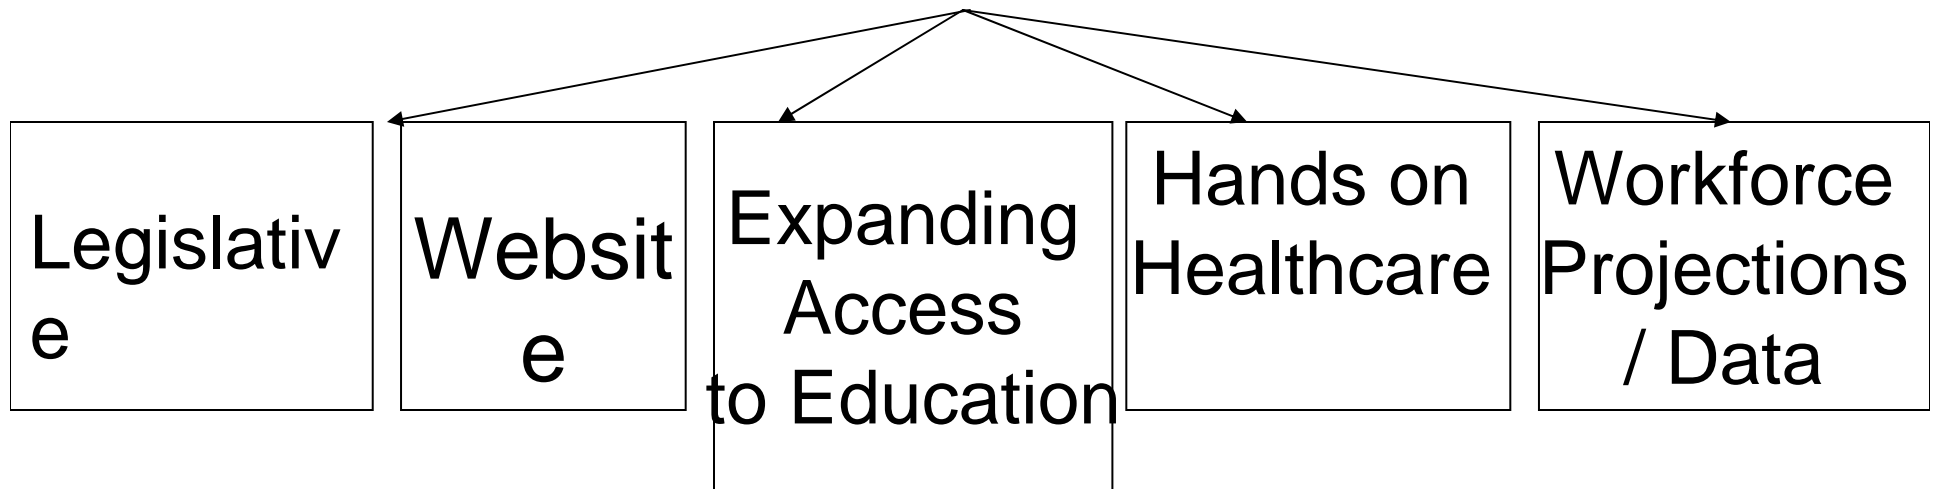 Legislativ
e
Websit
e
Expanding
Access
to Education
Hands on
Healthcare
Workforce
Projections
/ Data